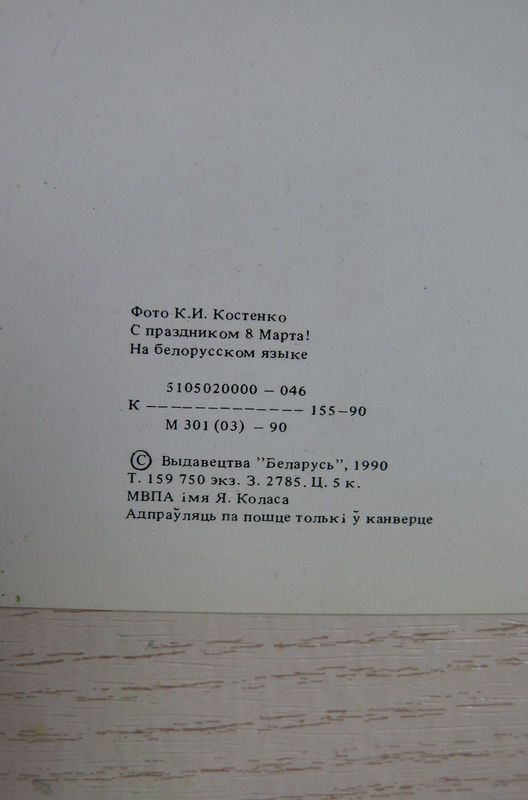 Фото К.И. Костенко
С праздником 8 Марта!
На белорусском языке
5105020000 – 046
К ————————————— 155–90
М 301 (03) – 90
© Выдавецтва "Беларусь", 1990
Т. 159 750 экз. З. 2785. Ц. 5 к.
МВПА імя Я. Коласа
Адпраўляць па пошце толькі ў канверце